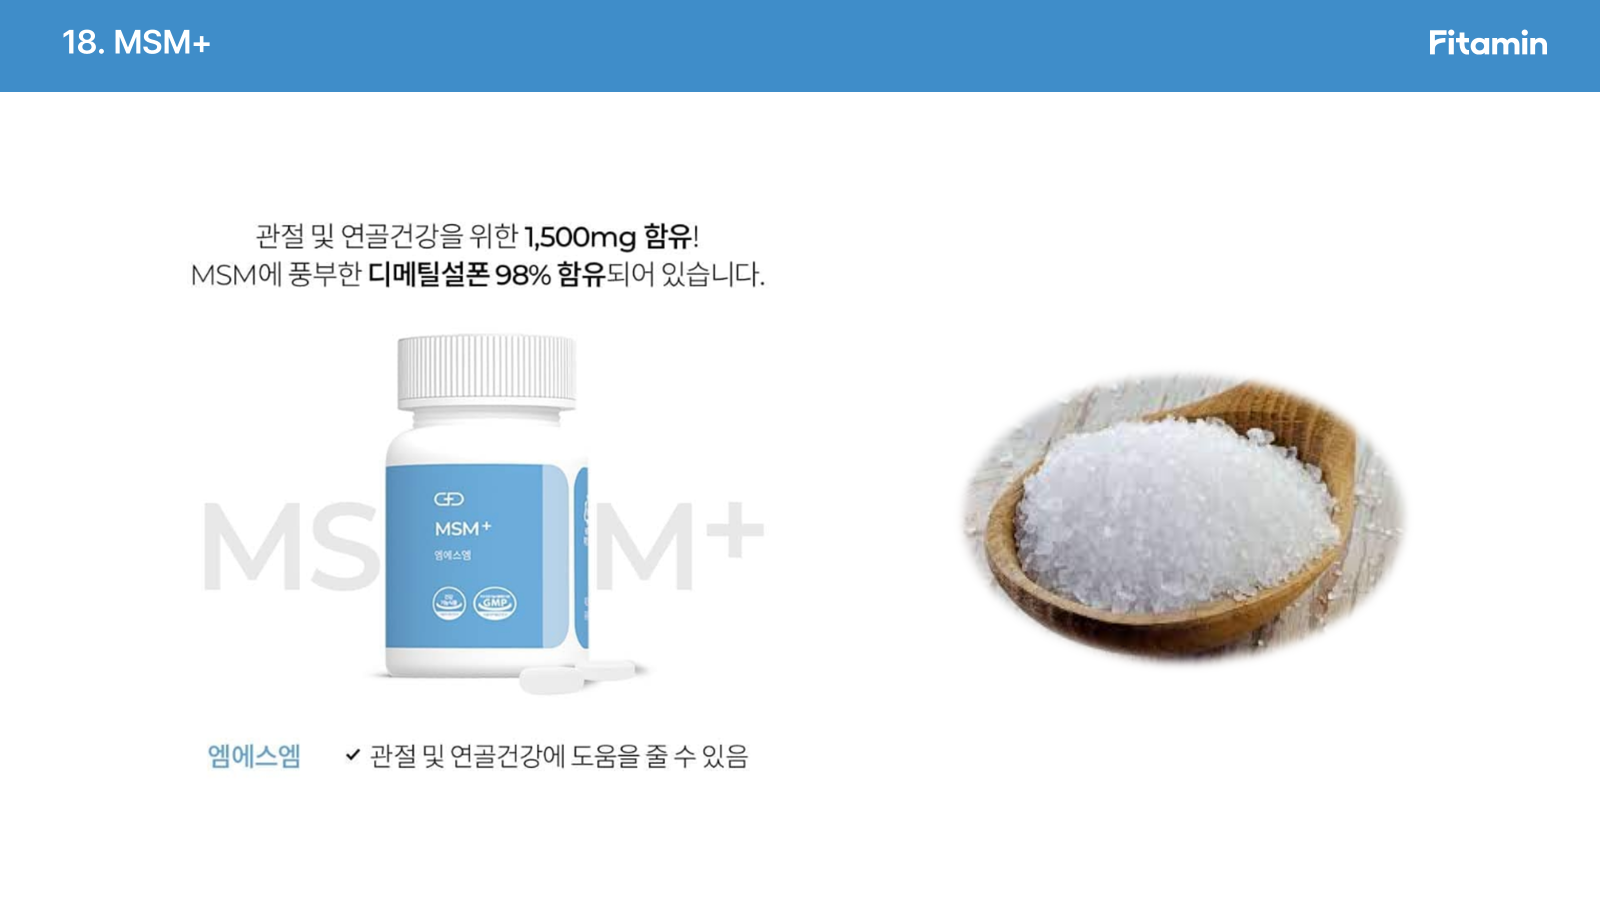 18. MSM+
Fitamin
관절 및 연골건강을 위한 1,500mg 함유!
MSM에 풍부한 디메틸설폰 98% 함유되어 있습니다.
MS M+
MSM+
엠에스엠
GMP
엠에스엠 ✓ 관절 및 연골건강에 도움을 줄 수 있음